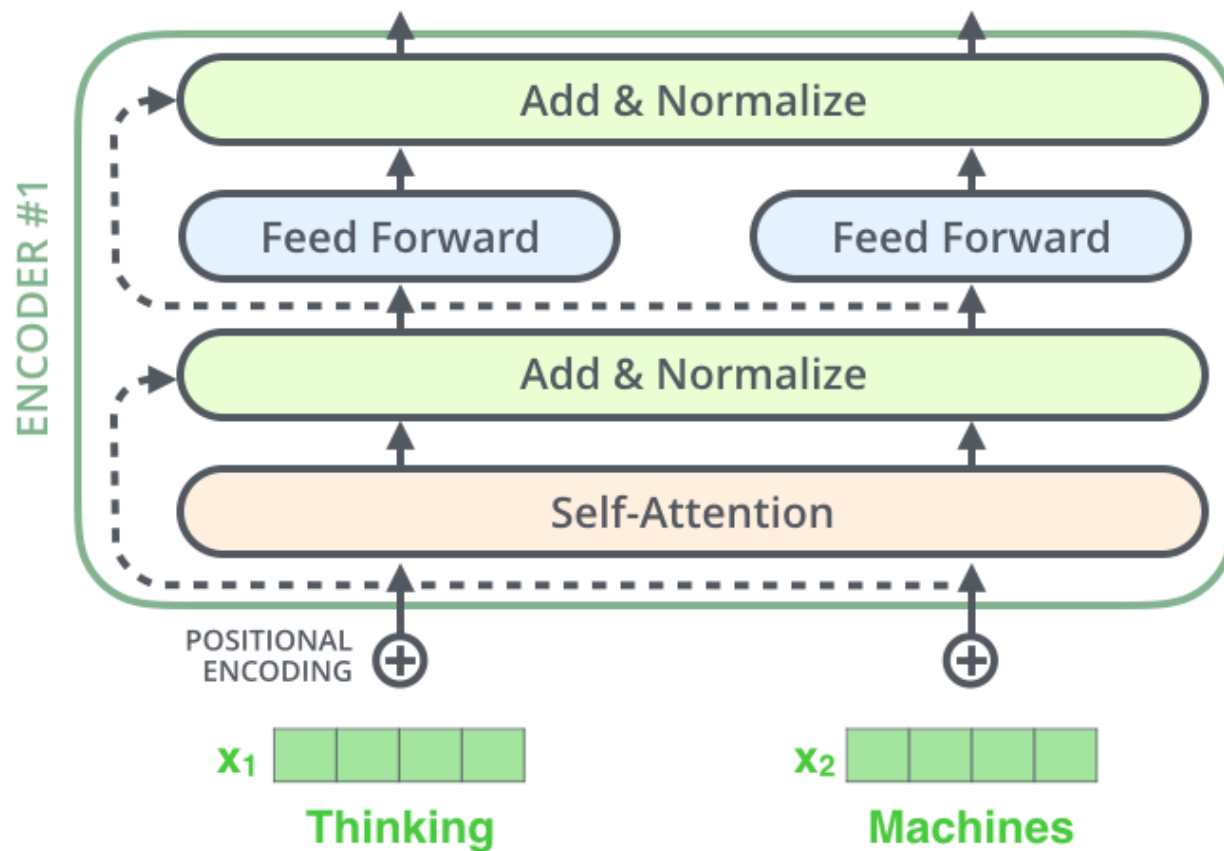 ENCODER #1
Add & Normalize
Feed Forward
Feed Forward
Add & Normalize
Self-Attention
POSITIONAL
ENCODING
x₁
x₂
Thinking
Machines